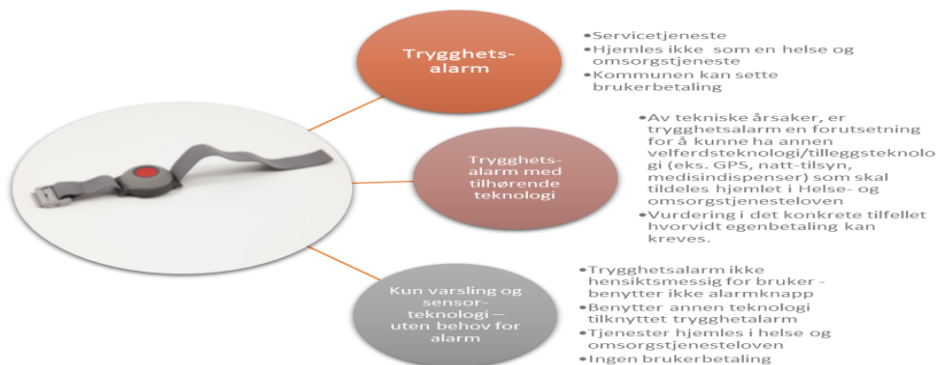 Trygghets-
alarm
•Servicetjeneste
•Hjemles ikke som en helse og
omsorgstjeneste
•Kommunen kan sette
brukerbetaling
Trygghets-
alarm med
tilhørende
teknologi
•Av tekniske årsaker, er
trygghetsalarm en forutsetning
for å kunne ha annen
velferdsteknologi/tilleggsteknolo
gi (eks. GPS, natt-tilsyn,
medisindispenser) som skal
tildeles hjemlet i Helse- og
omsorgstjenesteloven
•Vurdering i det konkrete tilfellet
hvorvidt egenbetaling kan
kreves.
Kun varsling og
sensor-
teknologi –
uten behov for
alarm
•Trygghetsalarm ikke
hensiktsmessig for bruker -
benytter ikke alarmknapp
•Benytter annen teknologi
tilknyttet trygghetalarm
•Tjenester hjemles i helse og
omsorgstjenesteloven
•Ingen brukerbetaling